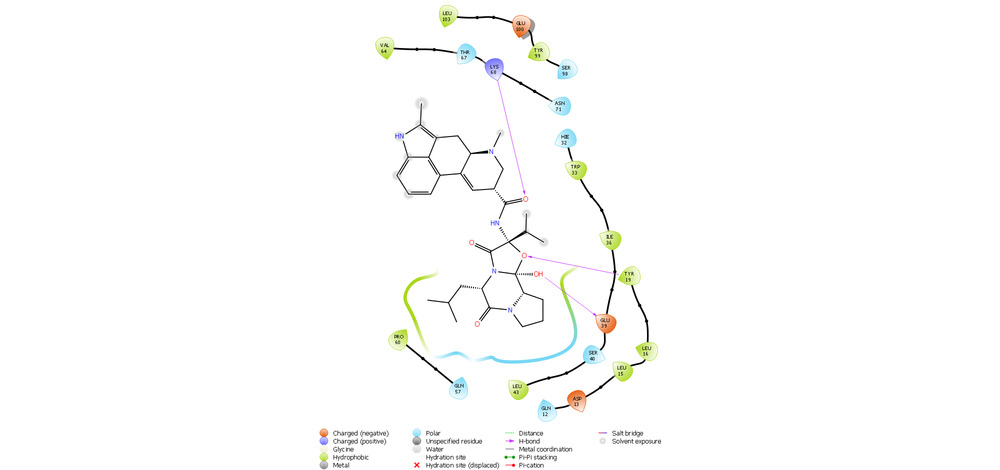 LEU
103
GLU
100
TYR
99
SER
98
VAL
64
THR
67
LYS
68
ASN
71
HIE
32
TRP
33
ILE
36
TYR
19
GLU
39
SER
40
LEU
16
LEU
15
LEU
43
ASP
13
GLN
12
PRO
60
GLN
57
HN
N
O
NH
O
O
N
OH
N
O
Charged (negative)
Charged (positive)
Glycine
Hydrophobic
Metal
Polar
Unspecified residue
Water
Hydration site
Hydration site (displaced)
Distance
H-bond
Metal coordination
Pi-Pi stacking
Pi-cation
Salt bridge
Solvent exposure